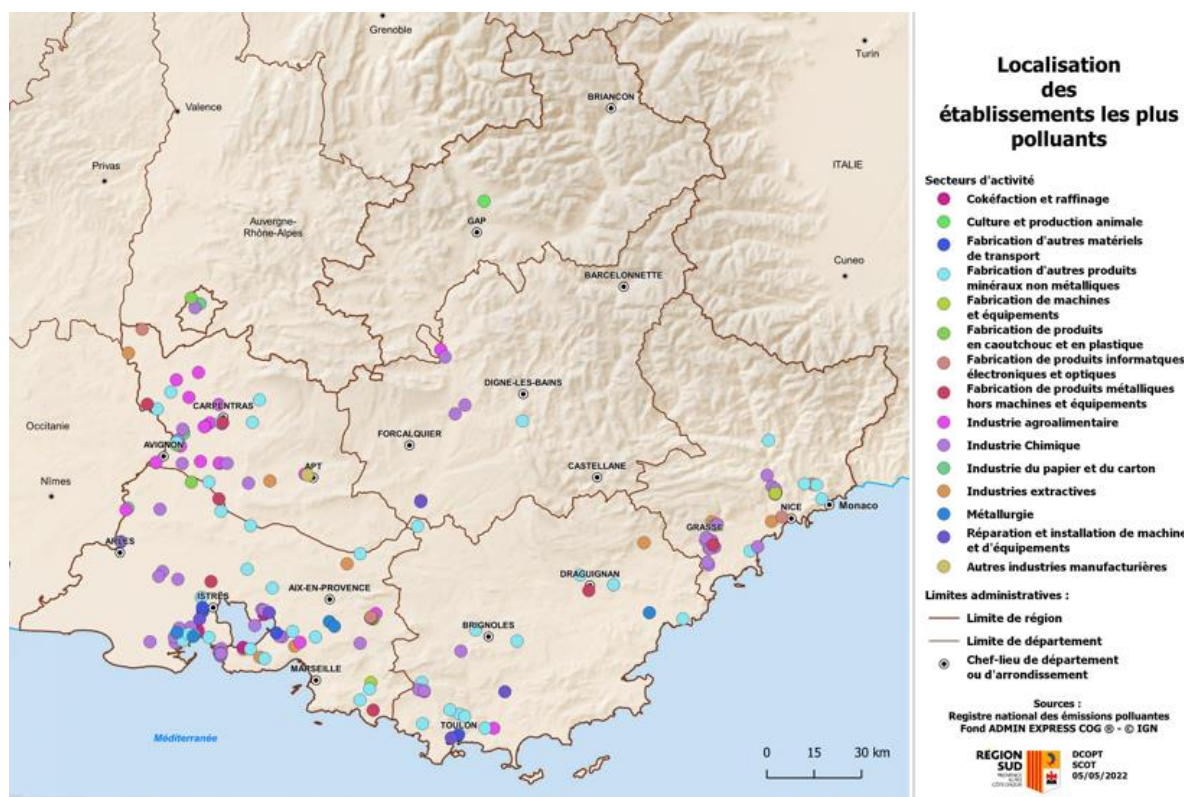 Localisation
des
établissements les plus
polluants
Secteurs d'activité
Cokéfaction et raffinage
Culture et production animale
Fabrication d'autres matériels
de transport
Fabrication d'autres produits
minéraux non métalliques
Fabrication de machines
et équipements
Fabrication de produits
en caoutchouc et en plastique
Fabrication de produits informatques
électroniques et optiques
Fabrication de produits métalliques
hors machines et équipements
Industrie agroalimentaire
Industrie Chimique
Industrie du papier et du carton
Industries extractives
Métallurgie
Réparation et installation de machine
et d'équipements
Autres industries manufacturières
Limites administratives :
Limite de région
Limite de département
Chef-lieu de département
ou d'arrondissement
Sources :
Registre national des émissions polluantes
Fond ADMIN EXPRESS COG ® - © IGN
RÉGION
SUD
PROVENCE
ALPES
CÔTE D'AZUR
DCOPT
SCOT
05/05/2022
Grenoble
Turin
Valence
BRIANÇON
Privas
ITALIE
Auvergne-
Rhône-Alpes
GAP
Cuneo
BARCELONNETTE
DIGNE-LES-BAINS
CARPENTRAS
Occitanie
FORCALQUIER
AVIGNON
APT
CASTELLANE
Nîmes
NICE
Monaco
GRASSE
ARLES
DRAGUIGNAN
AIX-EN-PROVENCE
ISTRES
BRIGNOLES
MARSEILLE
TOULON
Méditerranée
0 15 30 km